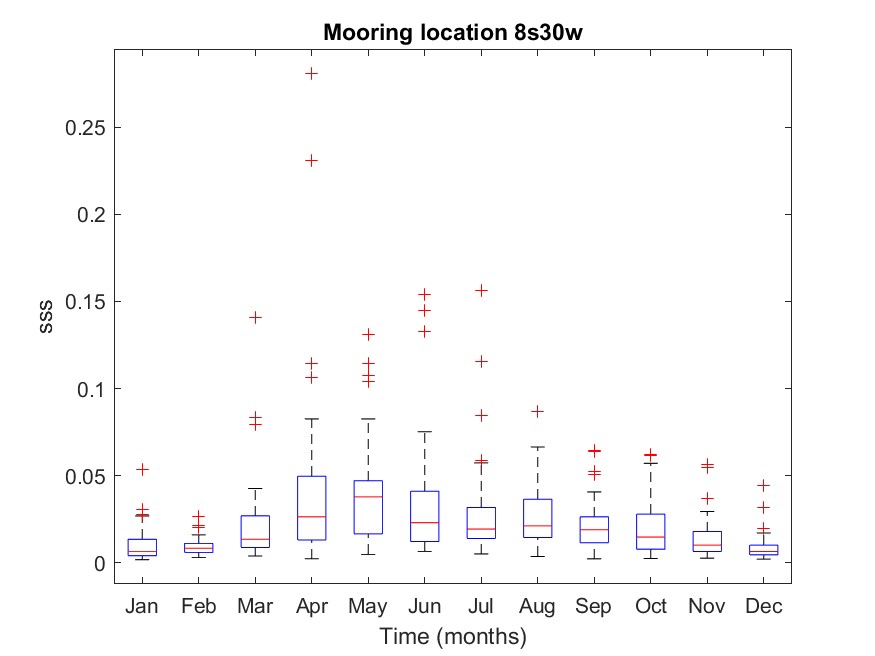 Mooring location 8s30w
0.25
0.2
0.15
0.1
0.05
0
sss
Jan Feb Mar Apr May Jun Jul Aug Sep Oct Nov Dec
Time (months)